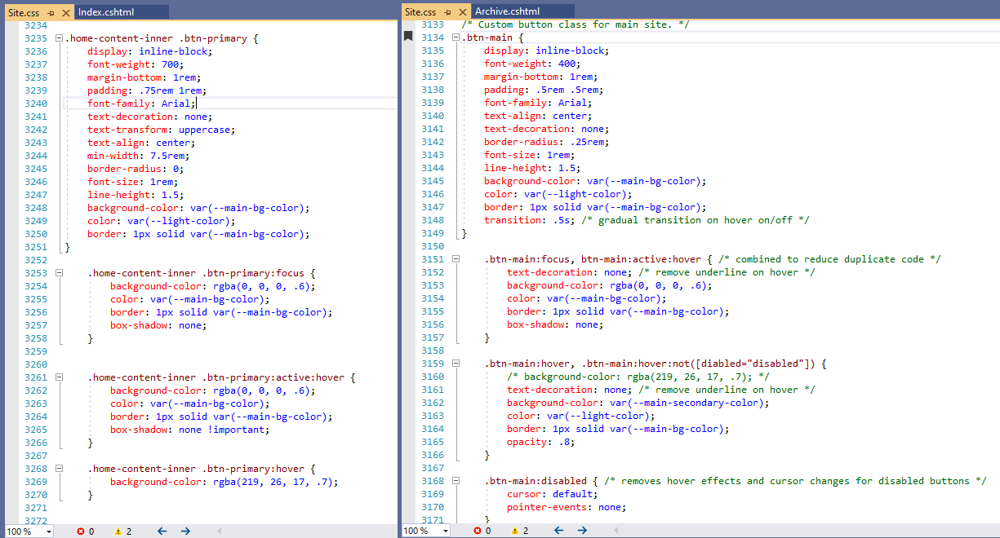 Site.css Index.cshtml
3234
3235 .home-content-inner .btn-primary {
3236 display: inline-block;
3237 font-weight: 700;
3238 margin-bottom: 1rem;
3239 padding: .75rem 1rem;
3240 font-family: Arial;
3241 text-decoration: none;
3242 text-transform: uppercase;
3243 text-align: center;
3244 min-width: 7.5rem;
3245 border-radius: 0;
3246 font-size: 1rem;
3247 line-height: 1.5;
3248 background-color: var(--main-bg-color);
3249 color: var(--light-color);
3250 border: 1px solid var(--main-bg-color);
3251 }
3252
3253 .home-content-inner .btn-primary:focus {
3254 background-color: rgba(0, 0, 0, .6);
3255 color: var(--main-bg-color);
3256 border: 1px solid var(--main-bg-color);
3257 box-shadow: none;
3258 }
3259
3260
3261 .home-content-inner .btn-primary:active:hover {
3262 background-color: rgba(0, 0, 0, .6);
3263 color: var(--main-bg-color);
3264 border: 1px solid var(--main-bg-color);
3265 box-shadow: none !important;
3266 }
3267
3268 .home-content-inner .btn-primary:hover {
3269 background-color: rgba(219, 26, 17, .7);
3270 }
3271
3272
100 % 0 2
Site.css Archive.cshtml
3133 /* Custom button class for main site. */
3134 .btn-main {
3135 display: inline-block;
3136 font-weight: 400;
3137 margin-bottom: 1rem;
3138 padding: .5rem .5rem;
3139 font-family: Arial;
3140 text-align: center;
3141 text-decoration: none;
3142 border-radius: .25rem;
3143 font-size: 1rem;
3144 line-height: 1.5;
3145 background-color: var(--main-bg-color);
3146 color: var(--light-color);
3147 border: 1px solid var(--main-bg-color);
3148 transition: .5s; /* gradual transition on hover on/off */
3149 }
3150
3151 .btn-main:focus, btn-main:active:hover { /* combined to reduce duplicate code */
3152 text-decoration: none; /* remove underline on hover */
3153 background-color: rgba(0, 0, 0, .6);
3154 color: var(--main-bg-color);
3155 border: 1px solid var(--main-bg-color);
3156 box-shadow: none;
3157 }
3158
3159 .btn-main:hover, .btn-main:hover:not([diabled="disabled"]) {
3160 /* background-color: rgba(219, 26, 17, .7); */
3161 text-decoration: none; /* remove underline on hover */
3162 background-color: var(--main-secondary-color);
3163 color: var(--light-color);
3164 border: 1px solid var(--main-bg-color);
3165 opacity: .8;
3166 }
3167
3168 .btn-main:disabled { /* removes hover effects and cursor changes for disabled buttons */
3169 cursor: default;
3170 pointer-events: none;
3171 }
100 % 0 2